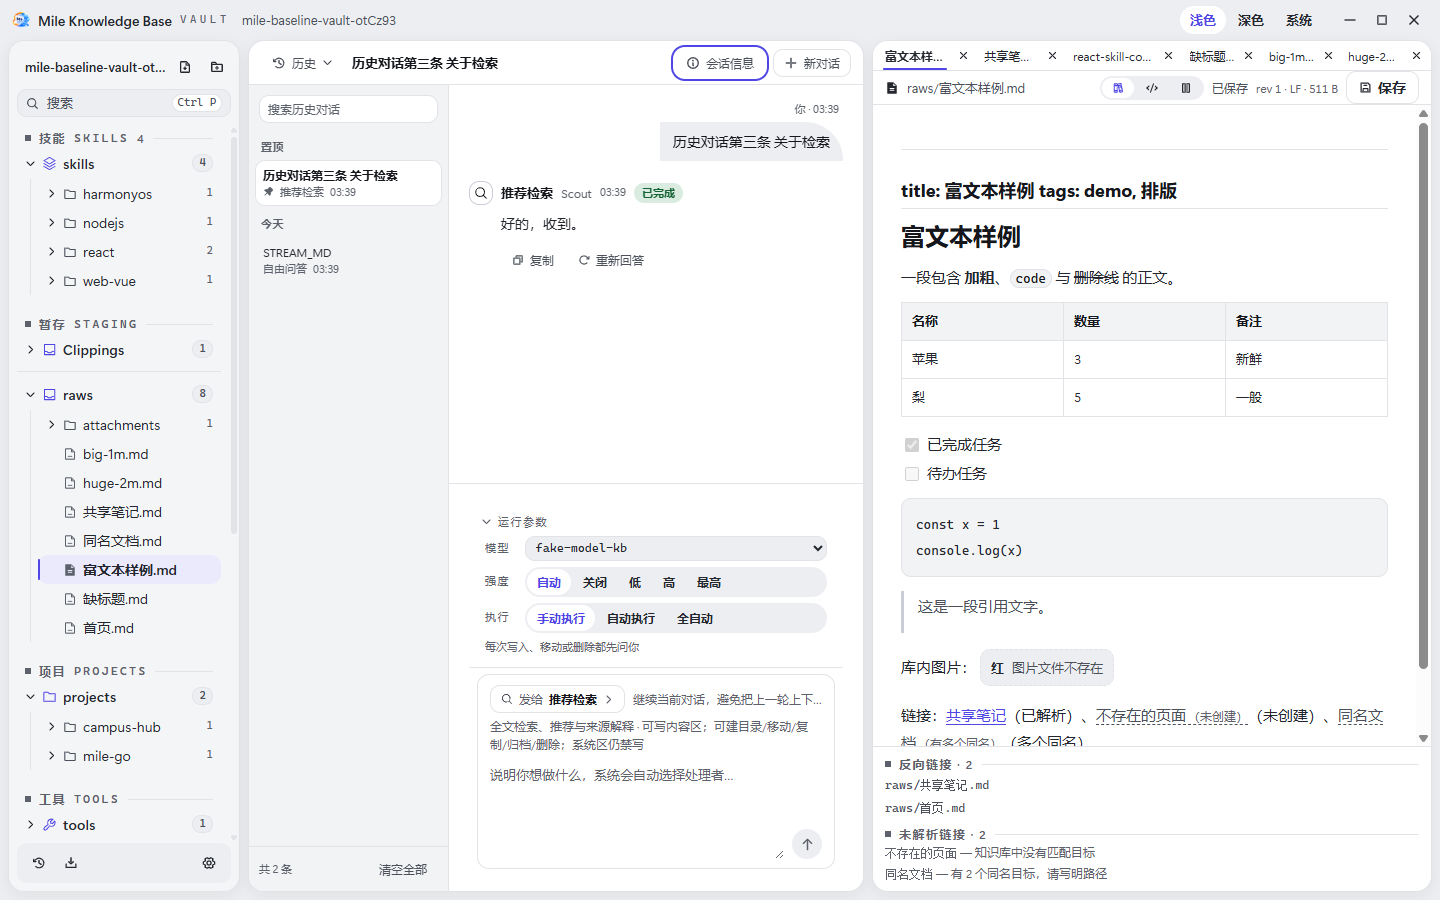 Mile Knowledge Base VAULT mile-baseline-vault-otCz93
浅色 深色 系统
mile-baseline-vault-ot...
搜索 Ctrl P
技能 SKILLS 4
skills 4
harmonyos 1
nodejs 1
react 2
web-vue 1
暂存 STAGING
Clippings 1
raws 8
attachments 1
big-1m.md
huge-2m.md
共享笔记.md
同名文档.md
富文本样例.md
缺标题.md
首页.md
项目 PROJECTS
projects 2
campus-hub 1
mile-go 1
工具 TOOLS
tools 1
历史 历史对话第三条 关于检索
会话信息 新对话
搜索历史对话
置顶
历史对话第三条 关于检索
推荐检索 03:39
今天
STREAM_MD
自由问答 03:39
共 2 条 清空全部
你 · 03:39
历史对话第三条 关于检索
推荐检索 Scout 03:39 已完成
好的，收到。
复制 重新回答
运行参数
模型 fake-model-kb
强度 自动 关闭 低 高 最高
执行 手动执行 自动执行 全自动
每次写入、移动或删除都先问你
发给 推荐检索 继续当前对话，避免把上一轮上下...
全文检索、推荐与来源解释 · 可写内容区；可建目录/移动/复
制/归档/删除；系统区仍禁写
说明你想做什么，系统会自动选择处理者...
富文本样... 共享笔... react-skill-co... 缺标题... big-1m... huge-2...
raws/富文本样例.md 已保存 rev 1 · LF · 511 B 保存
title: 富文本样例 tags: demo, 排版
富文本样例
一段包含 加粗、 code 与 删除线 的正文。
名称 数量 备注
苹果 3 新鲜
梨 5 一般
已完成任务
待办任务
const x = 1
console.log(x)
这是一段引用文字。
库内图片： 红 图片文件不存在
链接：共享笔记（已解析）、不存在的页面（未创建）（未创建）、同名文
档（有多个同名）（多个同名）
反向链接 · 2
raws/共享笔记.md
raws/首页.md
未解析链接 · 2
不存在的页面 — 知识库中没有匹配目标
同名文档 — 有 2 个同名目标，请写明路径